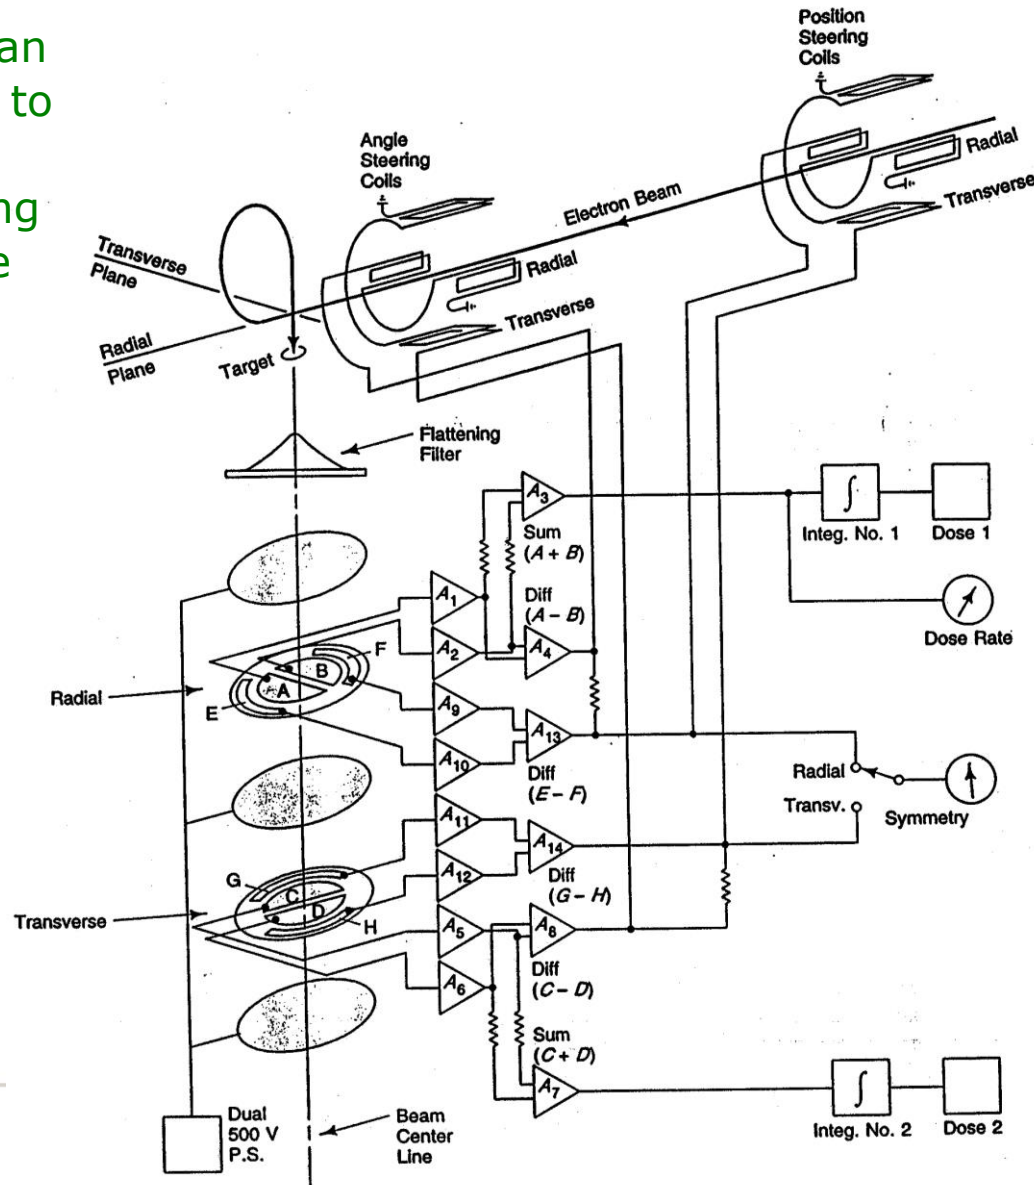 an
to
ng
e
Position
Steering
Coils
Radial
Transverse
Angle
Steering
Coils
Electron Beam
Radial
Transverse
Transverse
Plane
Radial
Plane
Target
Flattening
Filter
A3
Sum
(A + B)
∫
Integ. No. 1
Dose 1
A1
Diff
(A – B)
A2
A4
Dose Rate
F
B
A
E
Radial
A9
A13
A10
Diff
(E – F)
Radial
Transv.
Symmetry
A11
A14
A12
Diff
(G – H)
G
C
D
H
Transverse
A5
A8
A6
Diff
(C – D)
Sum
(C + D)
A7
∫
Integ. No. 2
Dose 2
Dual
500 V
P.S.
Beam
Center
Line